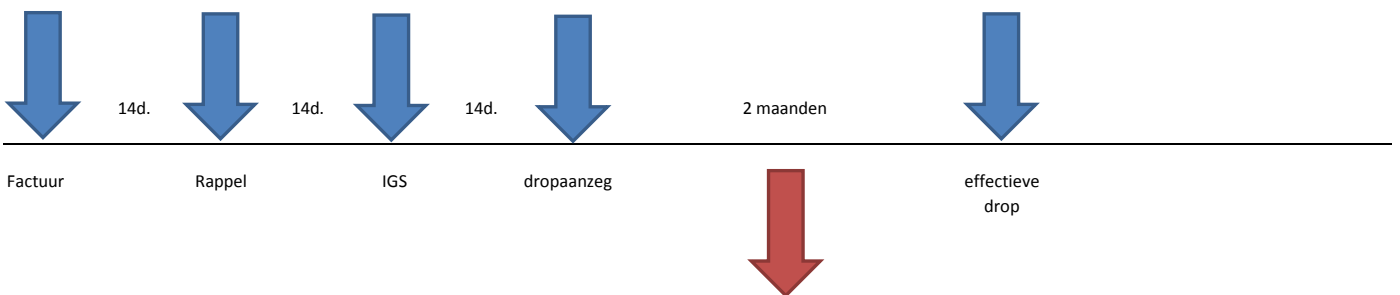 14d. 14d. 14d. 2 maanden
Factuur Rappel IGS dropaanzeg effectieve
drop